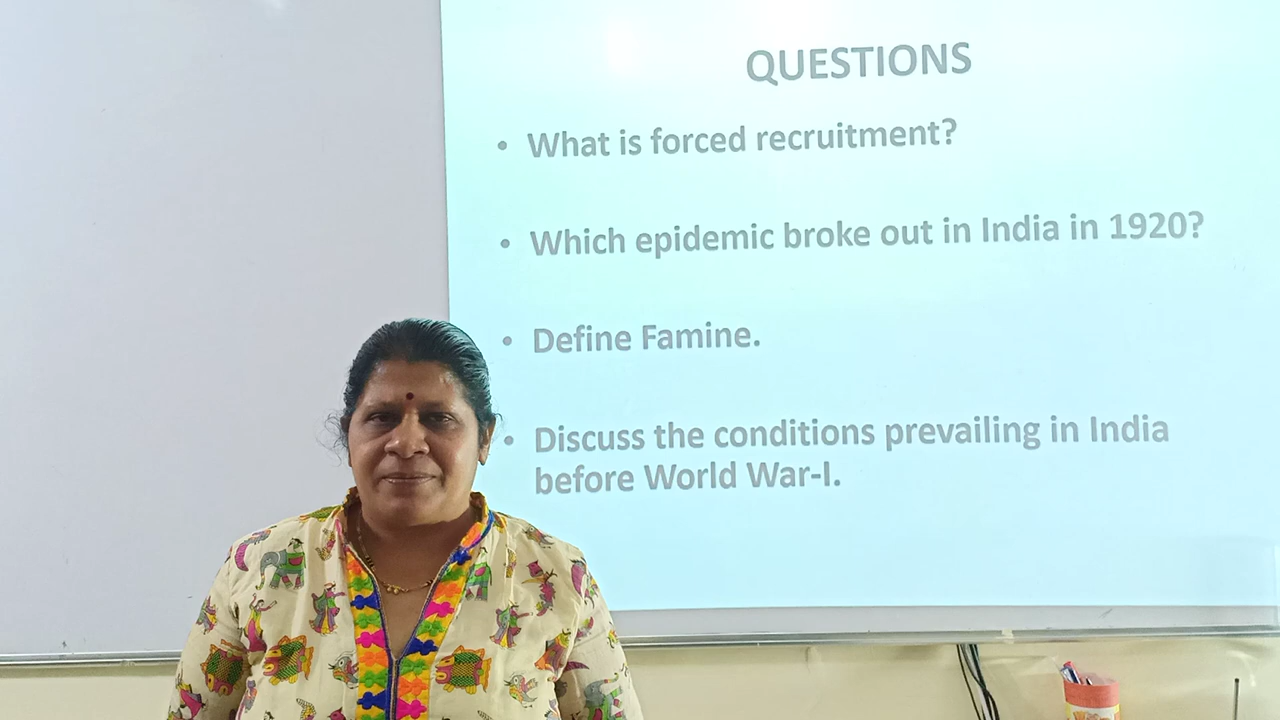 QUESTIONS
• What is forced recruitment?
• Which epidemic broke out in India in 1920?
• Define Famine.
• Discuss the conditions prevailing in India
before World War-I.